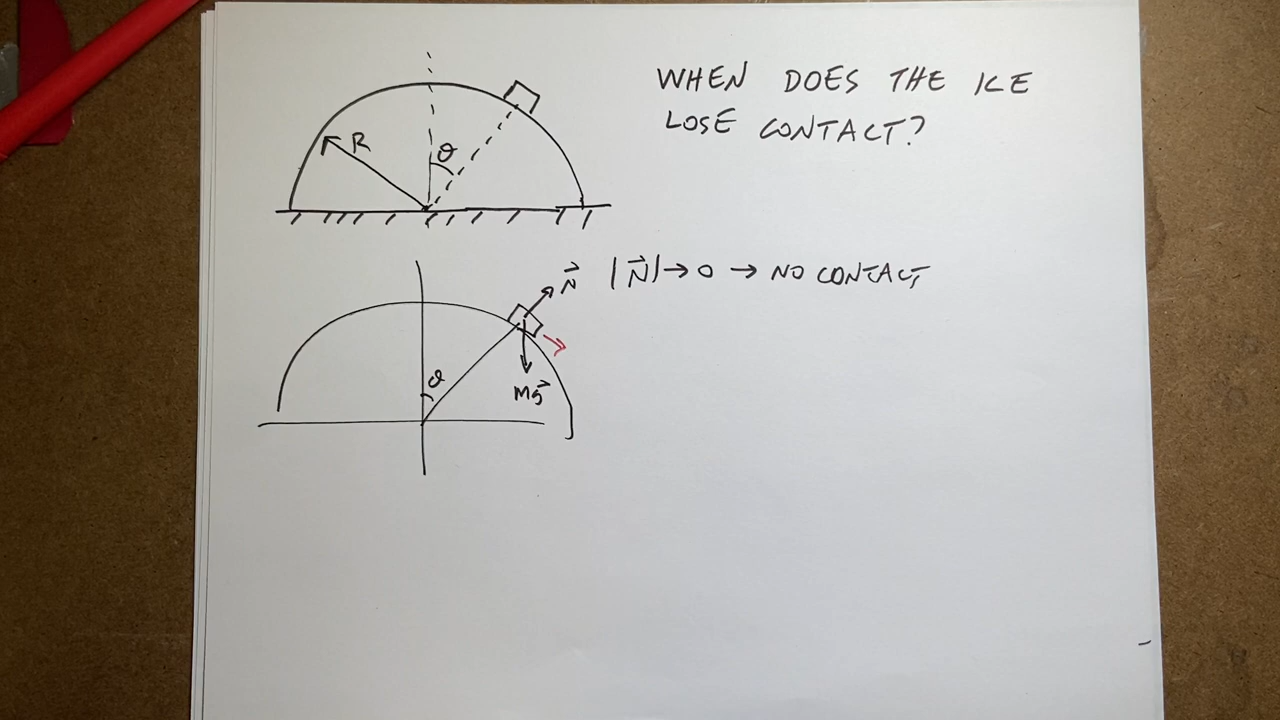 WHEN DOES THE ICE
LOSE CONTACT?
R
θ
N⃗ |N⃗| → 0 → NO CONTACT
θ
mg⃗